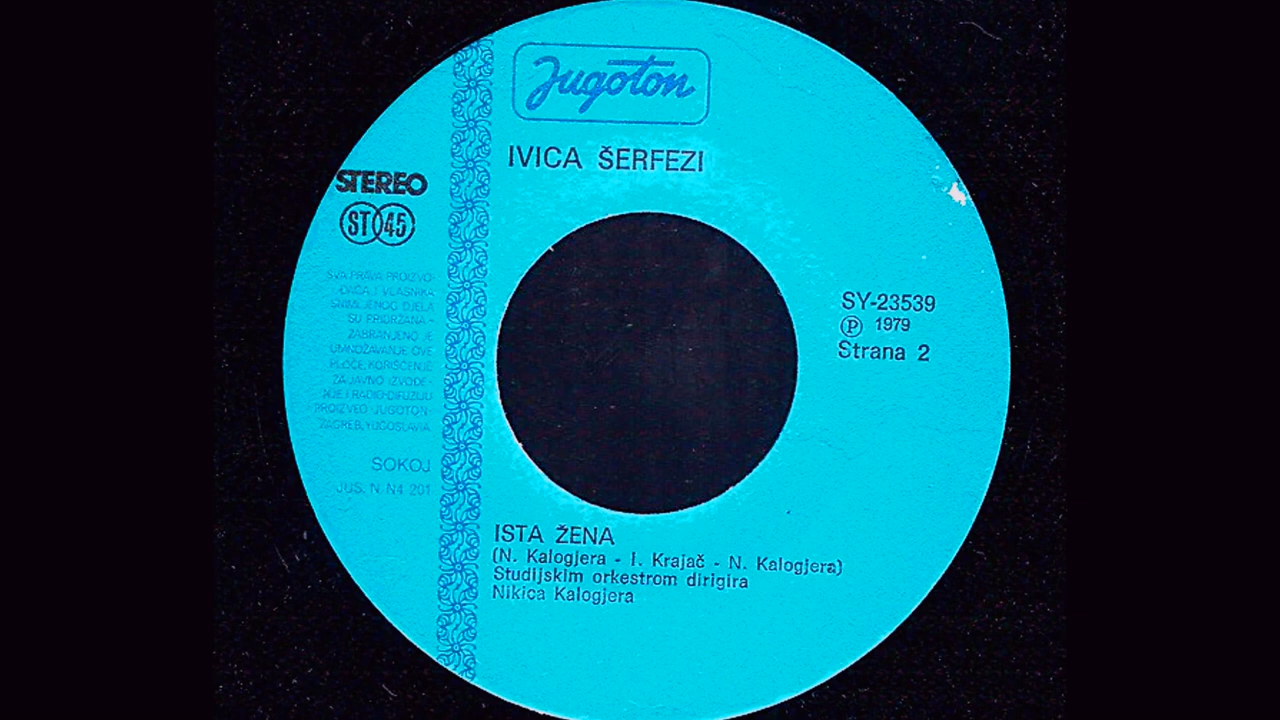 Jugoton
IVICA ŠERFEZI
STEREO
ST 45
SVA PRAVA PROIZVO-
ĐAČA I VLASNIKA
SNIMLJENOG DJELA
SU PRIDRŽANA -
ZABRANJENO JE
UMNOŽAVANJE OVE
PLOČE, KORIŠĆENJE
ZA JAVNO IZVOĐE-
NJE I RADIO-DIFUZIJU
PROIZVEO JUGOTON-
ZAGREB, YUGOSLAVIA
SOKOJ
JUS. N. N4 201
SY-23539
Ⓟ 1979
Strana 2
ISTA ŽENA
(N. Kalogjera - I. Krajač - N. Kalogjera)
Studijskim orkestrom dirigira
Nikica Kalogjera